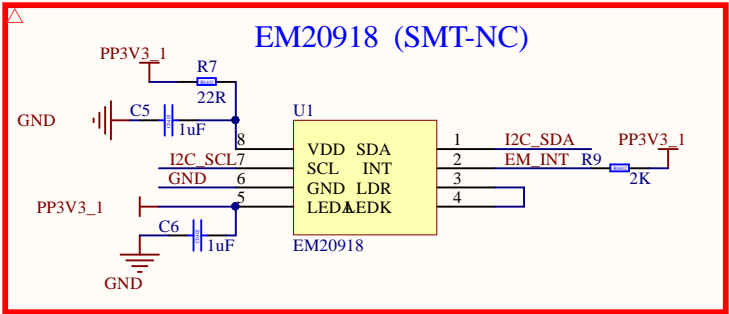 EM20918 (SMT-NC)
PP3V3_1
R7
22R
C5
1uF
GND
U1
8
VDD SDA
1
I2C_SDA
PP3V3_1
I2C_SCL
7
SCL INT
2
EM_INT
R9
2K
GND
6
GND LDR
3
PP3V3_1
5
LEDA LEDK
4
C6
1uF
EM20918
GND